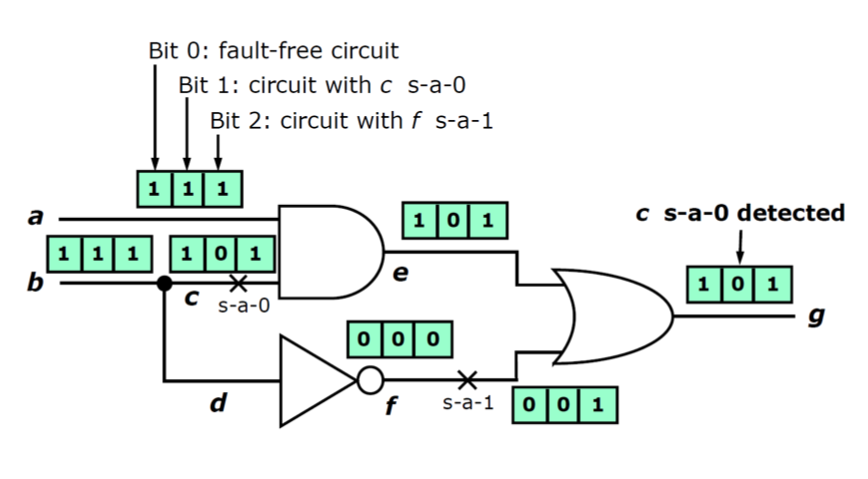 Bit 0: fault-free circuit
Bit 1: circuit with c s-a-0
Bit 2: circuit with f s-a-1
1 1 1
a
1 0 1
c s-a-0 detected
1 1 1
1 0 1
1 0 1
b
c
s-a-0
e
g
0 0 0
d
f
s-a-1
0 0 1